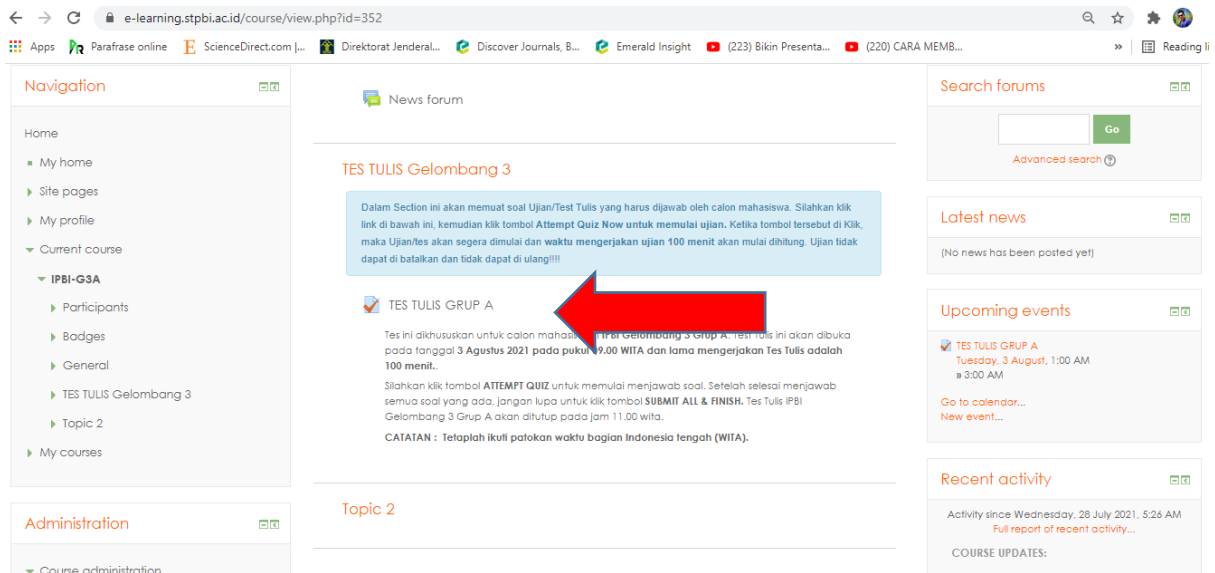 e-learning.stpbi.ac.id/course/view.php?id=352
Apps Parafrase online ScienceDirect.com |... Direktorat Jenderal... Discover Journals, B... Emerald Insight (223) Bikin Presenta... (220) CARA MEMB... » Reading li
Navigation
Home
My home
Site pages
My profile
Current course
IPBI-G3A
Participants
Badges
General
TES TULIS Gelombang 3
Topic 2
My courses
Administration
Course administration
News forum
TES TULIS Gelombang 3
Dalam Section ini akan memuat soal Ujian/Test Tulis yang harus dijawab oleh calon mahasiswa. Silahkan klik
link di bawah ini, kemudian klik tombol Attempt Quiz Now untuk memulai ujian. Ketika tombol tersebut di Klik,
maka Ujian/tes akan segera dimulai dan waktu mengerjakan ujian 100 menit akan mulai dihitung. Ujian tidak
dapat di batalkan dan tidak dapat di ulang!!!!
TES TULIS GRUP A
Tes ini dikhususkan untuk calon IPBI Gelombang 3 Grup A. Test Tulis ini akan dibuka
pada tanggal 3 Agustus 2021 pada pukul 09.00 WITA dan lama mengerjakan Tes Tulis adalah
100 menit..
Silahkan klik tombol ATTEMPT QUIZ untuk memulai menjawab soal. Setelah selesai menjawab
semua soal yang ada, jangan lupa untuk klik tombol SUBMIT ALL & FINISH. Tes Tulis IPBI
Gelombang 3 Grup A akan ditutup pada jam 11.00 wita.
CATATAN : Tetaplah ikuti patokan waktu bagian Indonesia tengah (WITA).
Topic 2
Search forums
Go
Advanced search
Latest news
(No news has been posted yet)
Upcoming events
TES TULIS GRUP A
Tuesday, 3 August, 1:00 AM
» 3:00 AM
Go to calendar...
New event...
Recent activity
Activity since Wednesday, 28 July 2021, 5:26 AM
Full report of recent activity...
COURSE UPDATES: